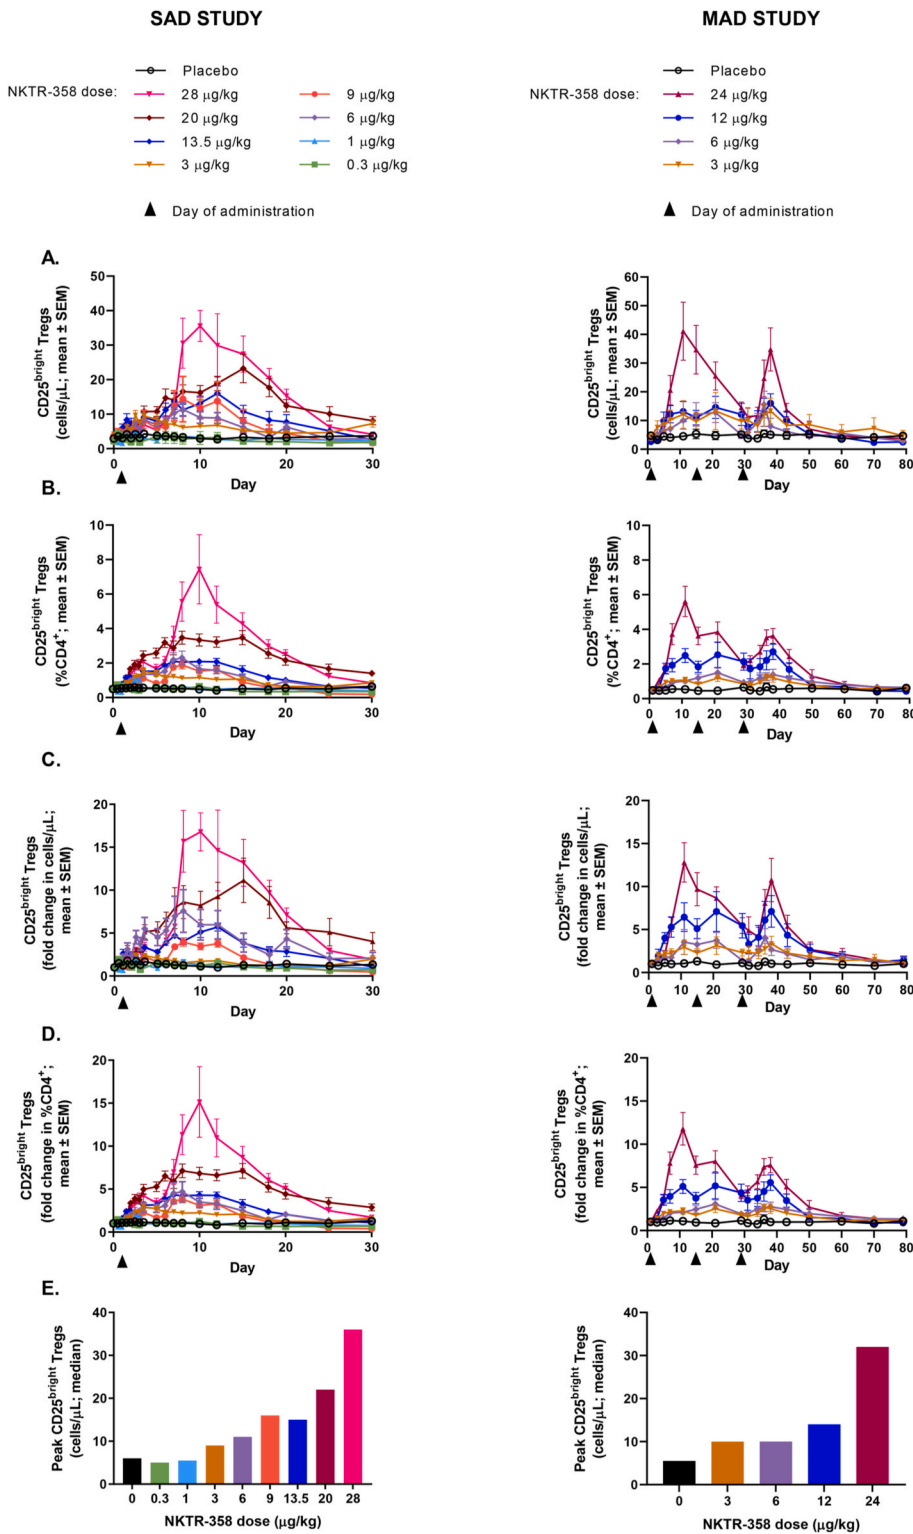 SAD STUDY
MAD STUDY
Placebo
NKTR-358 dose:
28 µg/kg
9 µg/kg
20 µg/kg
6 µg/kg
13.5 µg/kg
1 µg/kg
3 µg/kg
0.3 µg/kg
Day of administration
Placebo
NKTR-358 dose:
24 µg/kg
12 µg/kg
6 µg/kg
3 µg/kg
Day of administration
A.
CD25bright Tregs
(cells/µL; mean ± SEM)
50
40
30
20
10
0
0 10 20 30
Day
CD25bright Tregs
(cells/µL; mean ± SEM)
60
50
40
30
20
10
0
0 10 20 30 40 50 60 70 80
Day
B.
CD25bright Tregs
(%CD4+; mean ± SEM)
10
8
6
4
2
0
0 10 20 30
Day
CD25bright Tregs
(%CD4+; mean ± SEM)
10
8
6
4
2
0
0 10 20 30 40 50 60 70 80
Day
C.
CD25bright Tregs
(fold change in cells/µL;
mean ± SEM)
20
15
10
5
0
0 10 20 30
Day
CD25bright Tregs
(fold change in cells/µL;
mean ± SEM)
20
15
10
5
0
0 10 20 30 40 50 60 70 80
Day
D.
CD25bright Tregs
(fold change in %CD4+;
mean ± SEM)
20
15
10
5
0
0 10 20 30
Day
CD25bright Tregs
(fold change in %CD4+;
mean ± SEM)
20
15
10
5
0
0 10 20 30 40 50 60 70 80
Day
E.
Peak CD25bright Tregs
(cells/µL; median)
40
30
20
10
0
0 0.3 1 3 6 9 13.5 20 28
NKTR-358 dose (µg/kg)
Peak CD25bright Tregs
(cells/µL; median)
40
30
20
10
0
0 3 6 12 24
NKTR-358 dose (µg/kg)